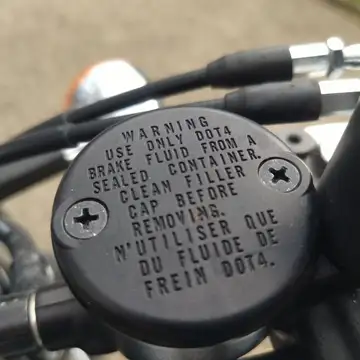 WARNING
USE ONLY DOT4
BRAKE FLUID FROM A
SEALED CONTAINER.
CLEAN FILLER
CAP BEFORE
REMOVING.
N'UTILISER QUE
DU FLUIDE DE
FREIN DOT4.